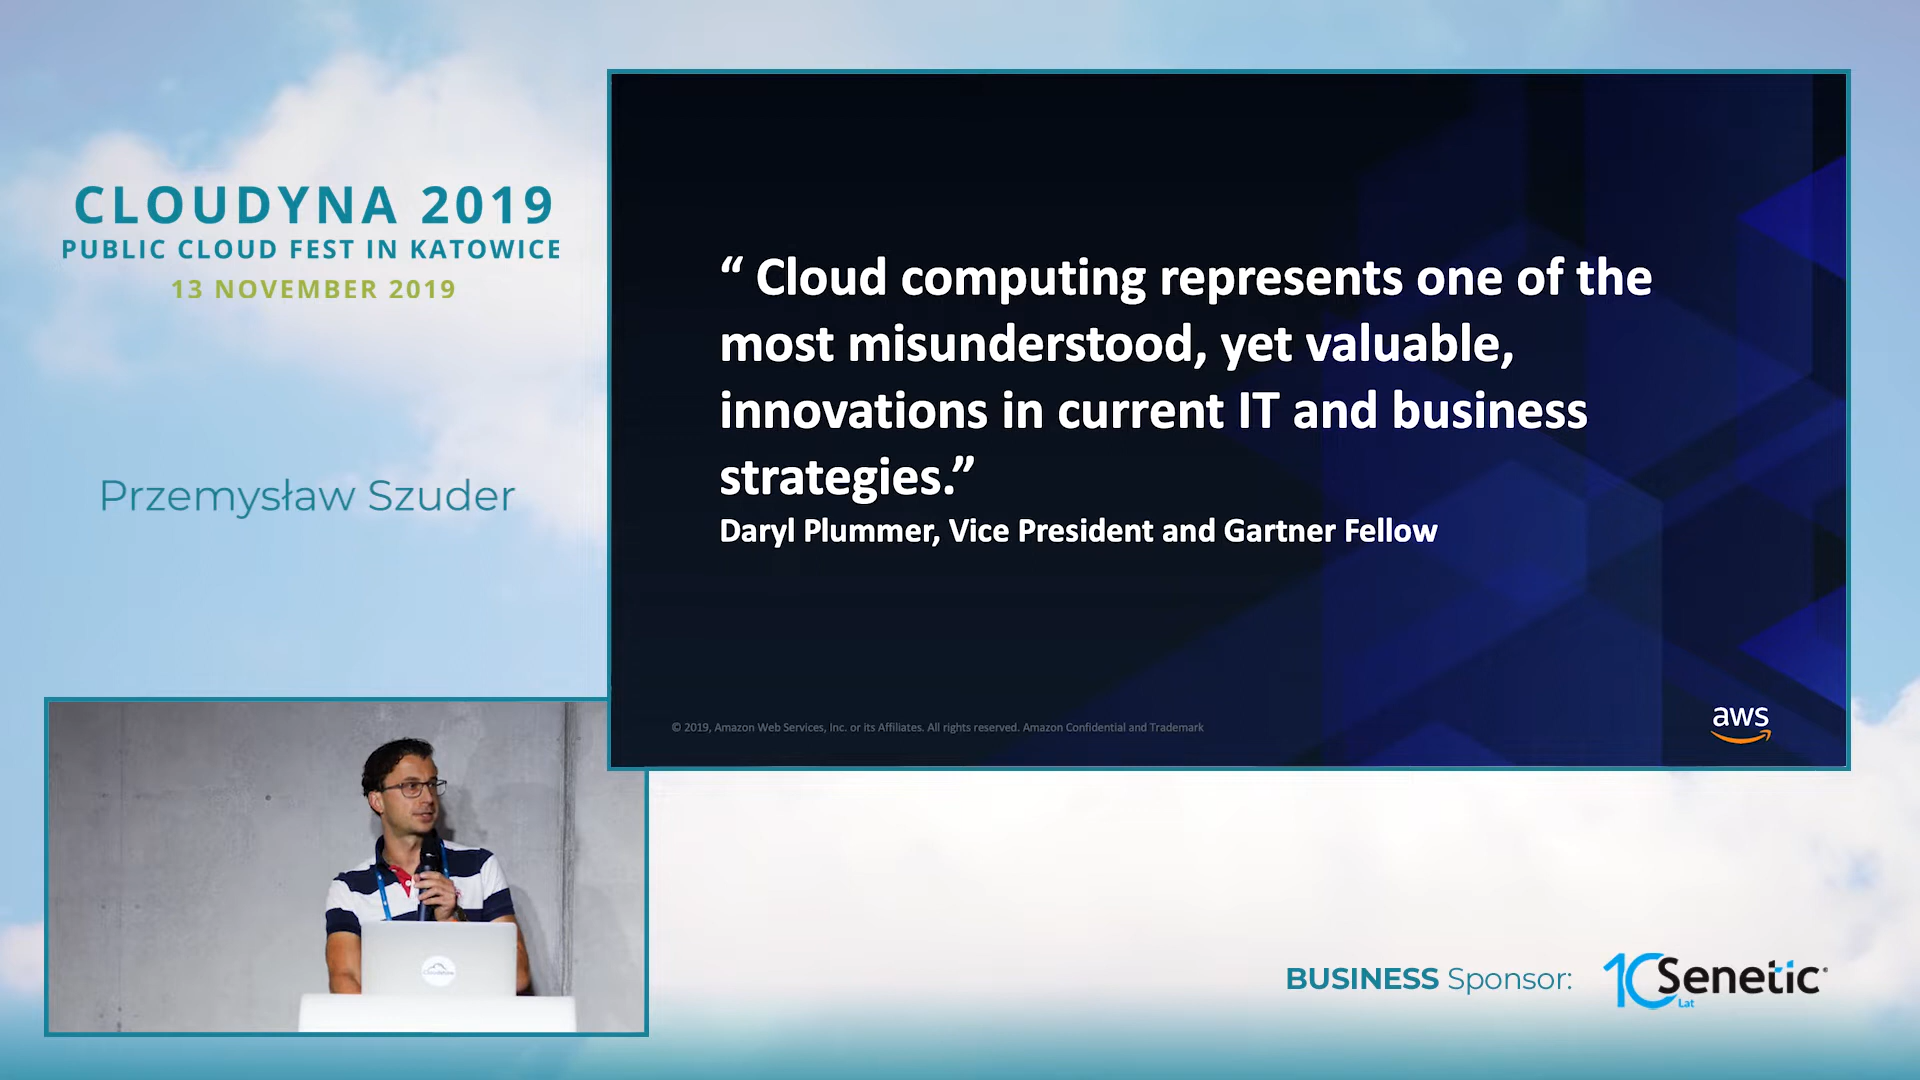 CLOUDYNA 2019
PUBLIC CLOUD FEST IN KATOWICE
13 NOVEMBER 2019
Przemysław Szuder
“ Cloud computing represents one of the
most misunderstood, yet valuable,
innovations in current IT and business
strategies.”
Daryl Plummer, Vice President and Gartner Fellow
© 2019, Amazon Web Services, Inc. or its Affiliates. All rights reserved. Amazon Confidential and Trademark
aws
BUSINESS Sponsor:
10 Lat
Senetic